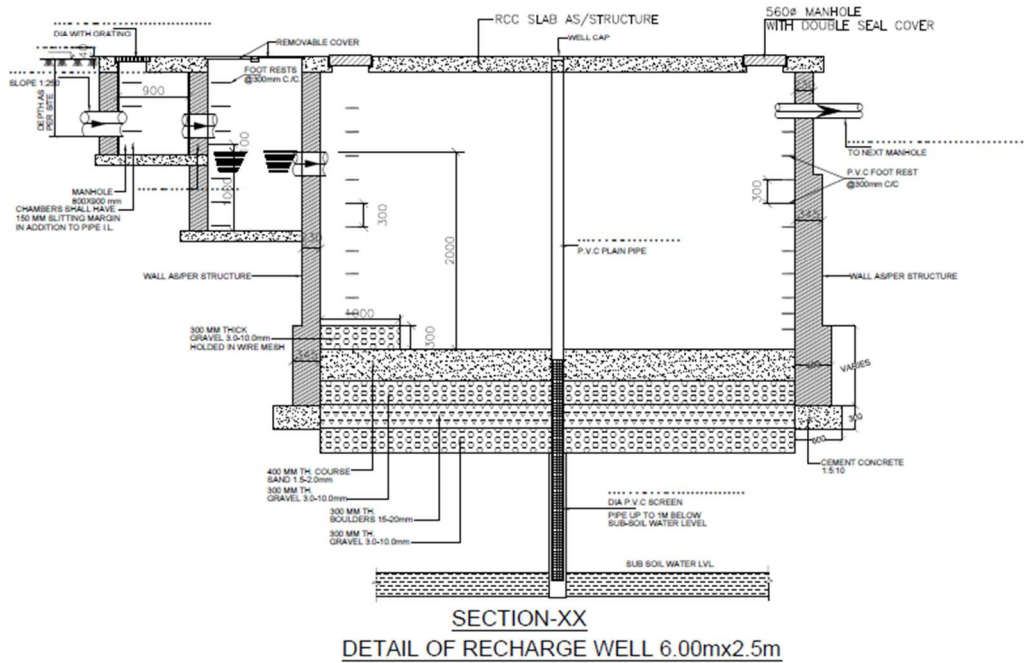 RCC SLAB AS/STRUCTURE
560ø MANHOLE
WITH DOUBLE SEAL COVER
DIA WITH GRATING
REMOVABLE COVER
WELL CAP
FOOT RESTS
@300mm C/C
SLOPE 1:250
DEPTH AS
PER SITE
900
TO NEXT MANHOLE
P.V.C FOOT REST
@300mm C/C
300
345
MANHOLE
800X900 mm
CHAMBERS SHALL HAVE
150 MM SLITTING MARGIN
IN ADDITION TO PIPE I.L.
300
2000
230
P.V.C PLAIN PIPE
WALL AS/PER STRUCTURE
WALL AS/PER STRUCTURE
1000
300 MM THICK
GRAVEL 3.0-10.0mm
HOLDED IN WIRE MESH
300
345
VARIES
300
600
CEMENT CONCRETE
1:5:10
400 MM TH. COURSE
SAND 1.5-2.0mm
300 MM TH.
GRAVEL 3.0-10.0mm
300 MM TH.
BOULDERS 15-20mm
300 MM TH.
GRAVEL 3.0-10.0mm
DIA P.V.C SCREEN
PIPE UP TO 1M BELOW
SUB-SOIL WATER LEVEL
SUB SOIL WATER LVL.
SECTION-XX
DETAIL OF RECHARGE WELL 6.00mx2.5m